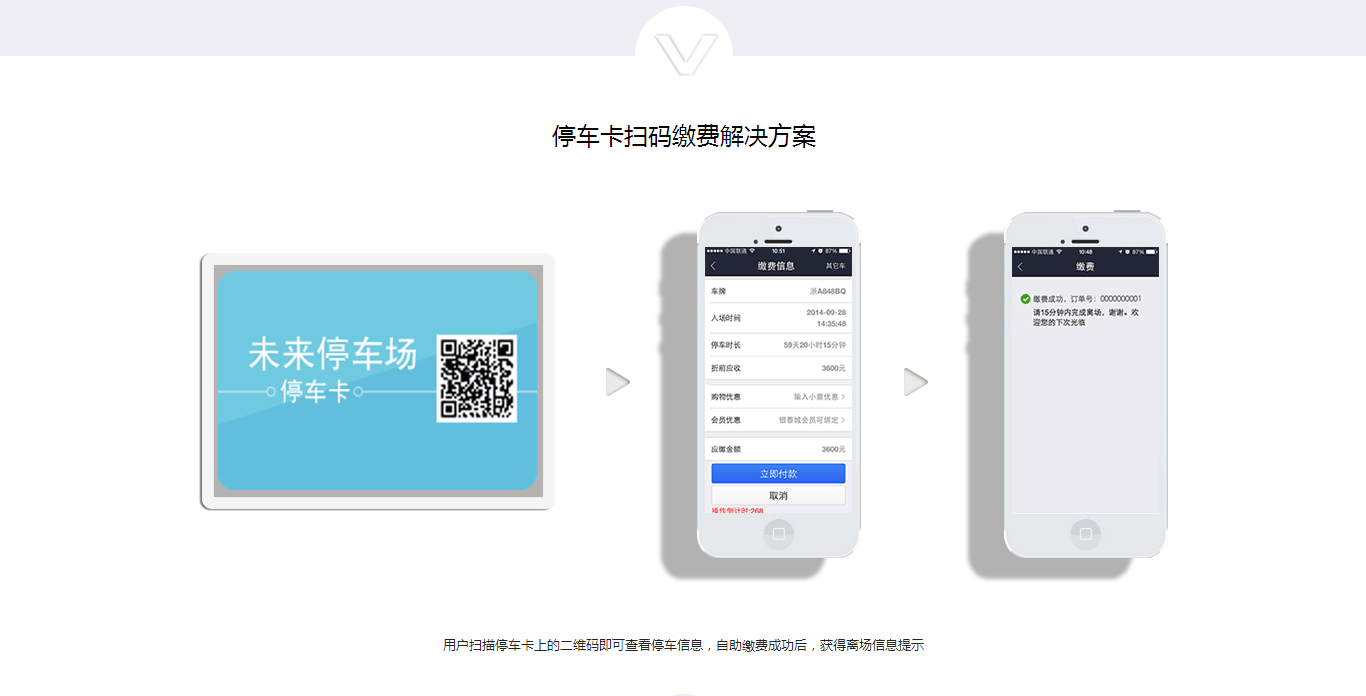 停车卡扫码缴费解决方案
未来停车场
停车卡
中国联通
10:51
87%
缴费信息
其它车
车牌
浙A848BQ
入场时间
2014-09-28
14:35:48
停车时长
59天20小时15分钟
折前应收
3600元
购物优惠
输入小票优惠 >
会员优惠
银泰城会员可绑定 >
应缴金额
3600元
立即付款
取消
操作倒计时:268
中国联通
10:48
87%
缴费
缴费成功，订单号：0000000001
请15分钟内完成离场，谢谢。欢
迎您的下次光临
用户扫描停车卡上的二维码即可查看停车信息，自助缴费成功后，获得离场信息提示